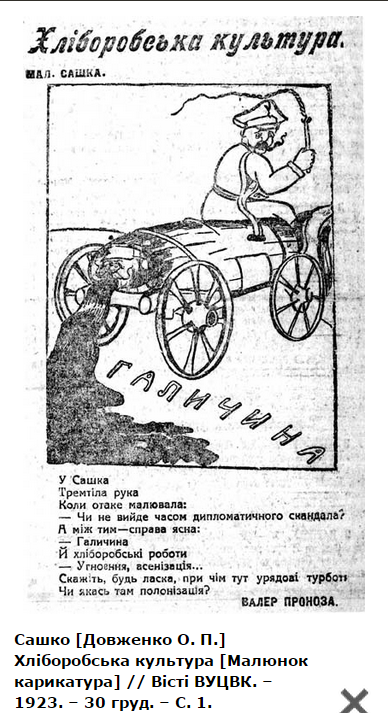 Хліборобська культура.
МАЛ. САШКА.
ГАЛИЧИНА
У Сашка
Тремтіла рука
Коли отаке малювала:
— Чи не вийде часом дипломатичного скандала?
А між тим—справа ясна:
— Галичина
Й хліборобські роботи
— Угноєння, асенізація...
Скажіть, будь ласка, при чім тут урядові турботи
Чи якась там полонізація?
ВАЛЕР ПРОНОЗА.
Сашко [Довженко О. П.]
Хліборобська культура [Малюнок
карикатура] // Вісті ВУЦВК. –
1923. – 30 груд. – С. 1.